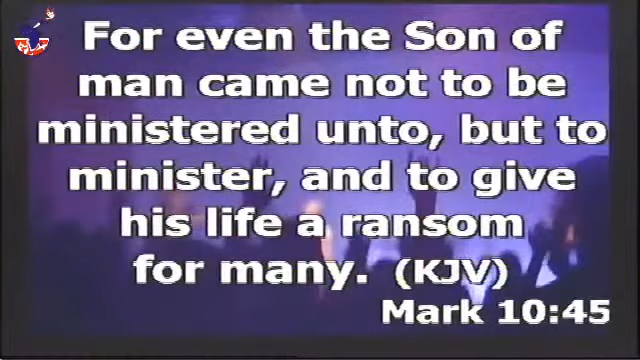 For even the Son of
man came not to be
ministered unto, but to
minister, and to give
his life a ransom
for many. (KJV)
Mark 10:45